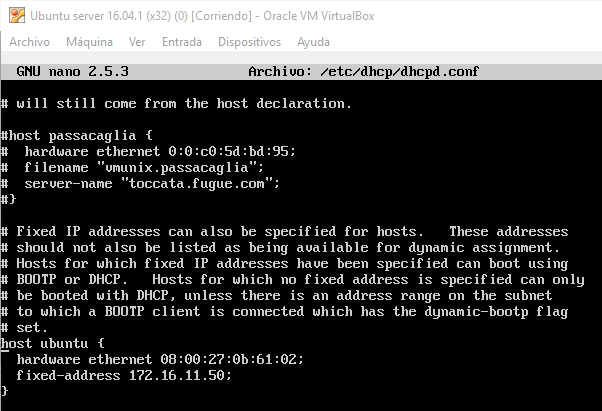 Ubuntu server 16.04.1 (x32) (0) [Corriendo] - Oracle VM VirtualBox
Archivo Máquina Ver Entrada Dispositivos Ayuda
GNU nano 2.5.3 Archivo: /etc/dhcp/dhcpd.conf
# will still come from the host declaration.
#host passacaglia {
#  hardware ethernet 0:0:c0:5d:bd:95;
#  filename "vmunix.passacaglia";
#  server-name "toccata.fugue.com";
#}
# Fixed IP addresses can also be specified for hosts.   These addresses
# should not also be listed as being available for dynamic assignment.
# Hosts for which fixed IP addresses have been specified can boot using
# BOOTP or DHCP.   Hosts for which no fixed address is specified can only
# be booted with DHCP, unless there is an address range on the subnet
# to which a BOOTP client is connected which has the dynamic-bootp flag
# set.
host ubuntu {
  hardware ethernet 08:00:27:0b:61:02;
  fixed-address 172.16.11.50;
}